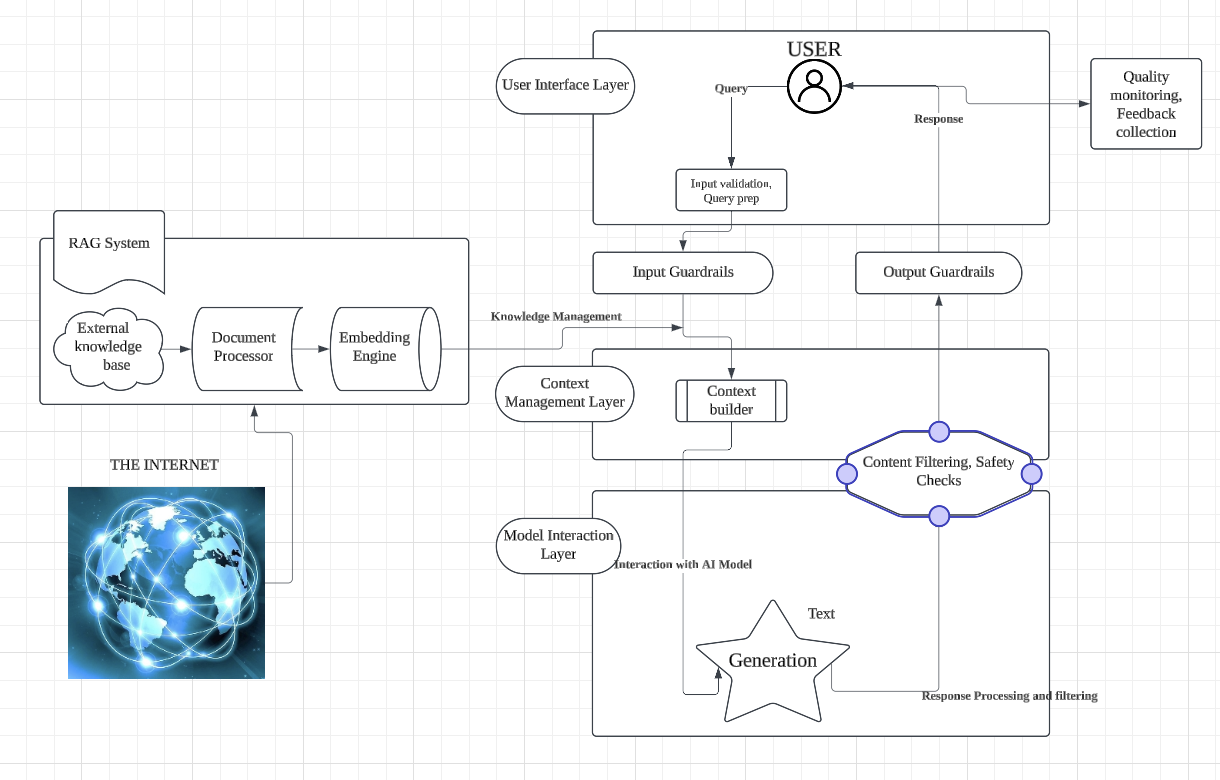 USER
User Interface Layer
Query
Response
Quality
monitoring,
Feedback
collection
Input validation,
Query prep
RAG System
Input Guardrails
Output Guardrails
External
knowledge
base
Document
Processor
Embedding
Engine
Knowledge Management
Context
Management Layer
Context
builder
Content Filtering, Safety
Checks
THE INTERNET
Model Interaction
Layer
Interaction with AI Model
Text
Generation
Response Processing and filtering